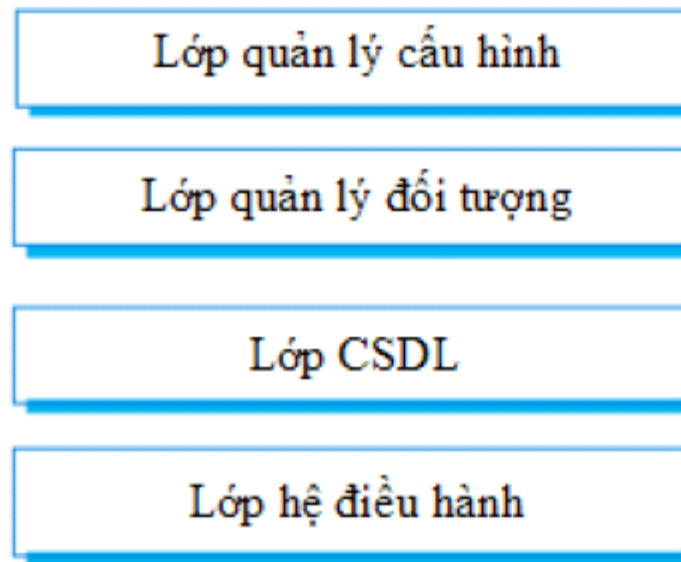 Lớp quản lý cấu hình
Lớp quản lý đối tượng
Lớp CSDL
Lớp hệ điều hành